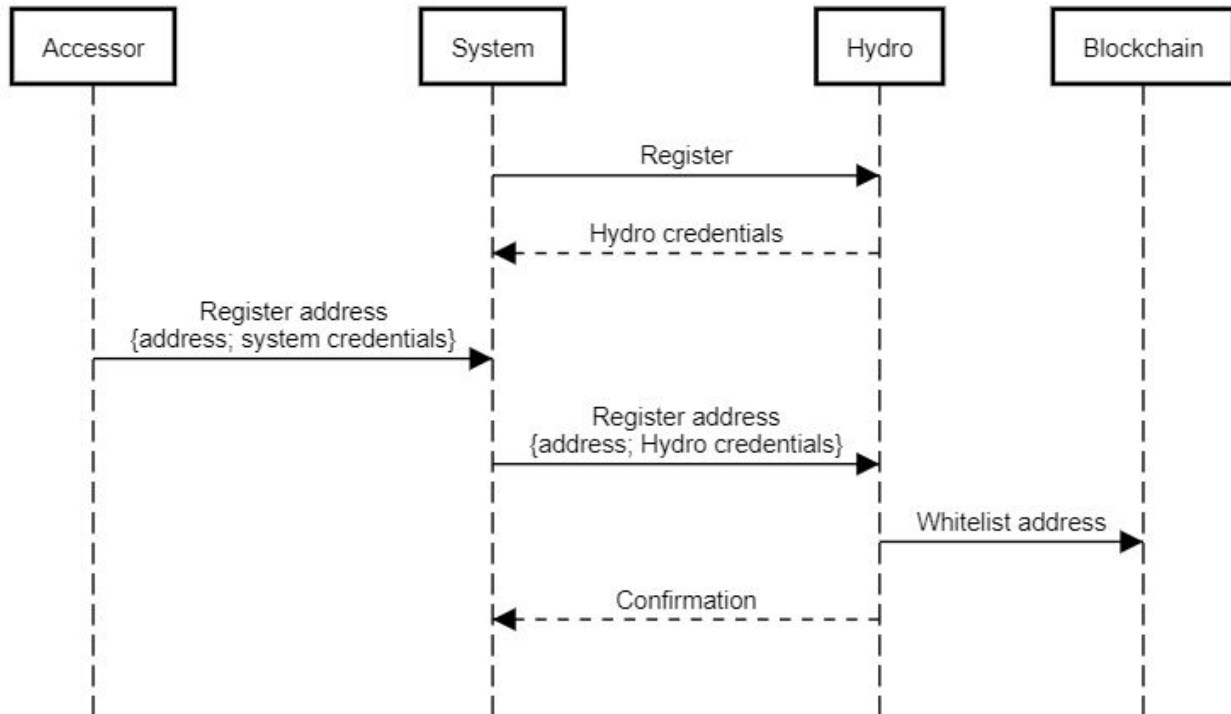 Accessor
System
Hydro
Blockchain
Register
Hydro credentials
Register address
{address; system credentials}
Register address
{address; Hydro credentials}
Whitelist address
Confirmation